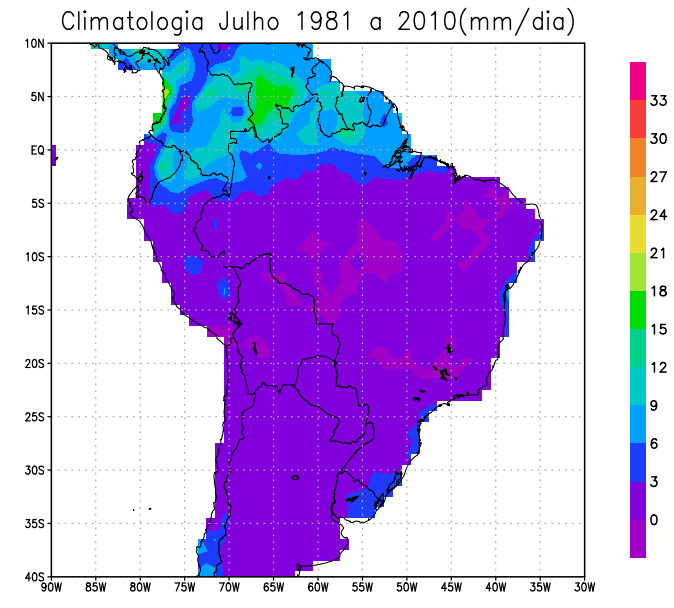 Climatologia Julho 1981 a 2010(mm/dia)
10N
5N
EQ
5S
10S
15S
20S
25S
30S
35S
40S
90W 85W 80W 75W 70W 65W 60W 55W 50W 45W 40W 35W 30W
33
30
27
24
21
18
15
12
9
6
3
0